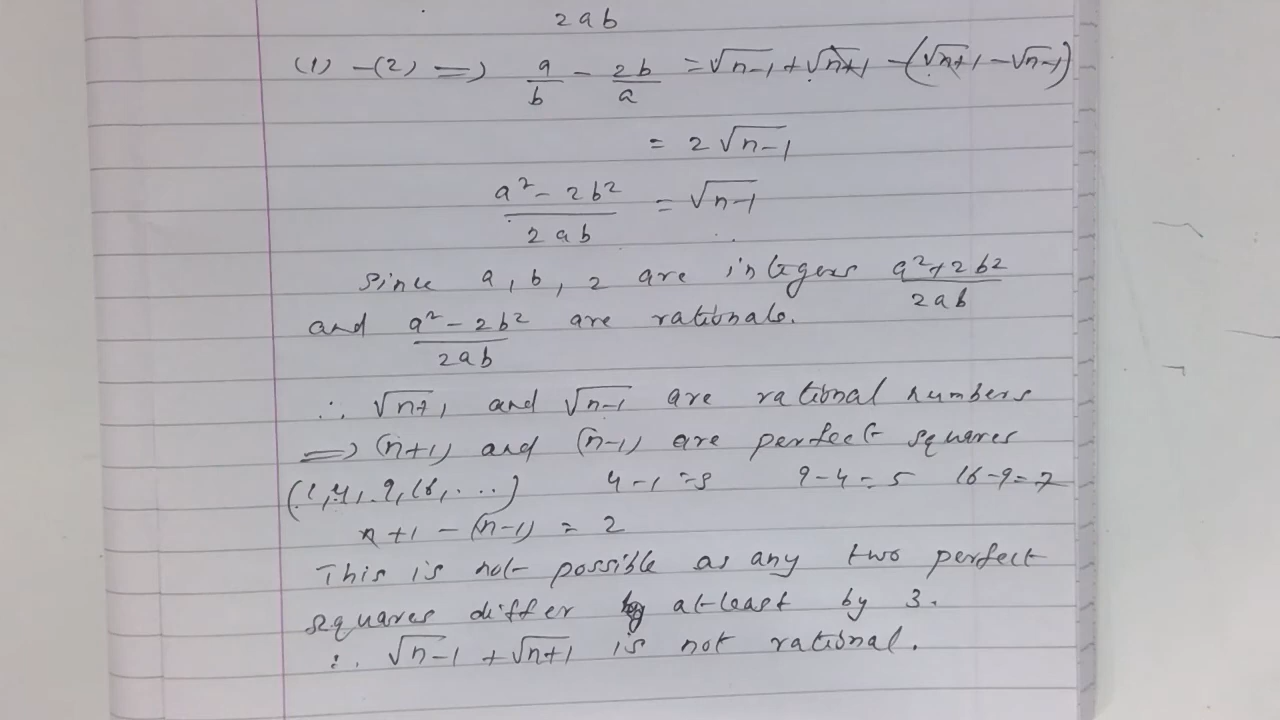 2ab
(1) - (2) => a/b - 2b/a = √n-1 + √n+1 - (√n+1 - √n-1)
= 2√n-1
a² - 2b² / 2ab = √n-1
Since a, b, 2 are integers a²+2b² / 2ab
and a² - 2b² / 2ab are rationals.
∴ √n+1 and √n-1 are rational numbers
=> (n+1) and (n-1) are perfect squares
(1, 4, 9, 16, ...) 4-1=3 9-4=5 16-9=7
n+1 - (n-1) = 2
This is not possible as any two perfect
squares differ by atleast by 3.
∴ √n-1 + √n+1 is not rational.